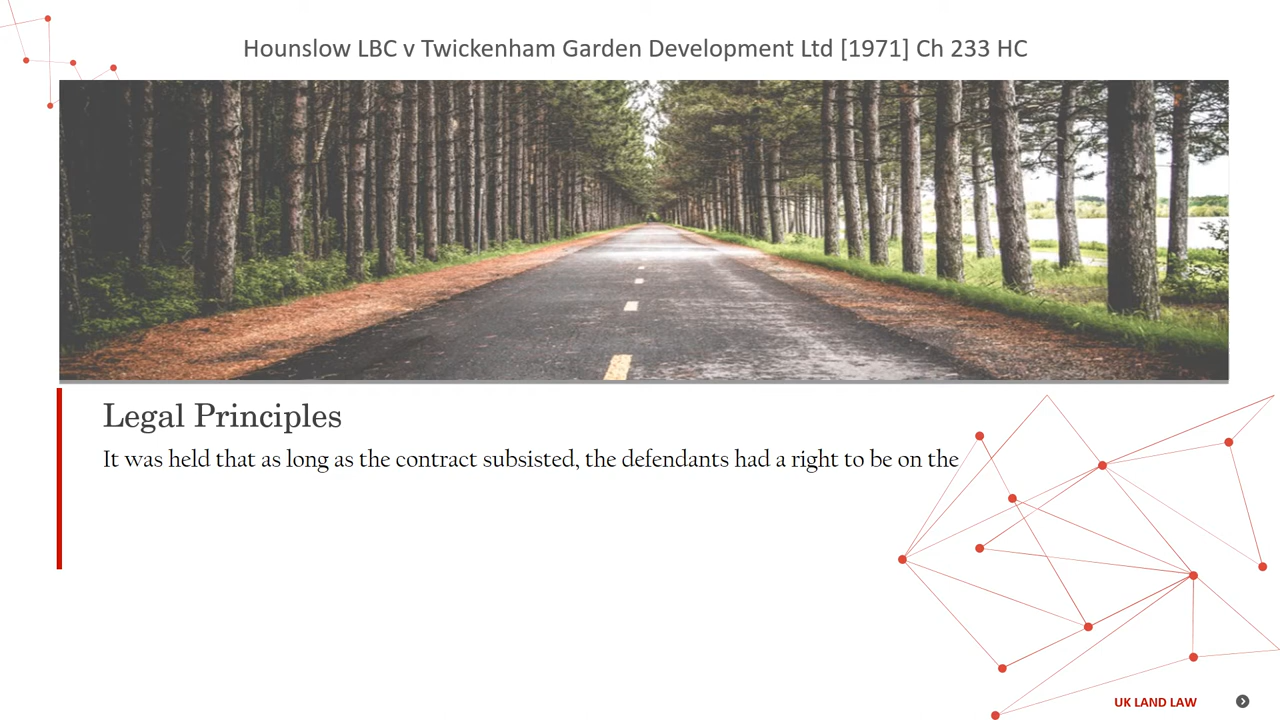 Hounslow LBC v Twickenham Garden Development Ltd [1971] Ch 233 HC
Legal Principles
It was held that as long as the contract subsisted, the defendants had a right to be on the
UK LAND LAW